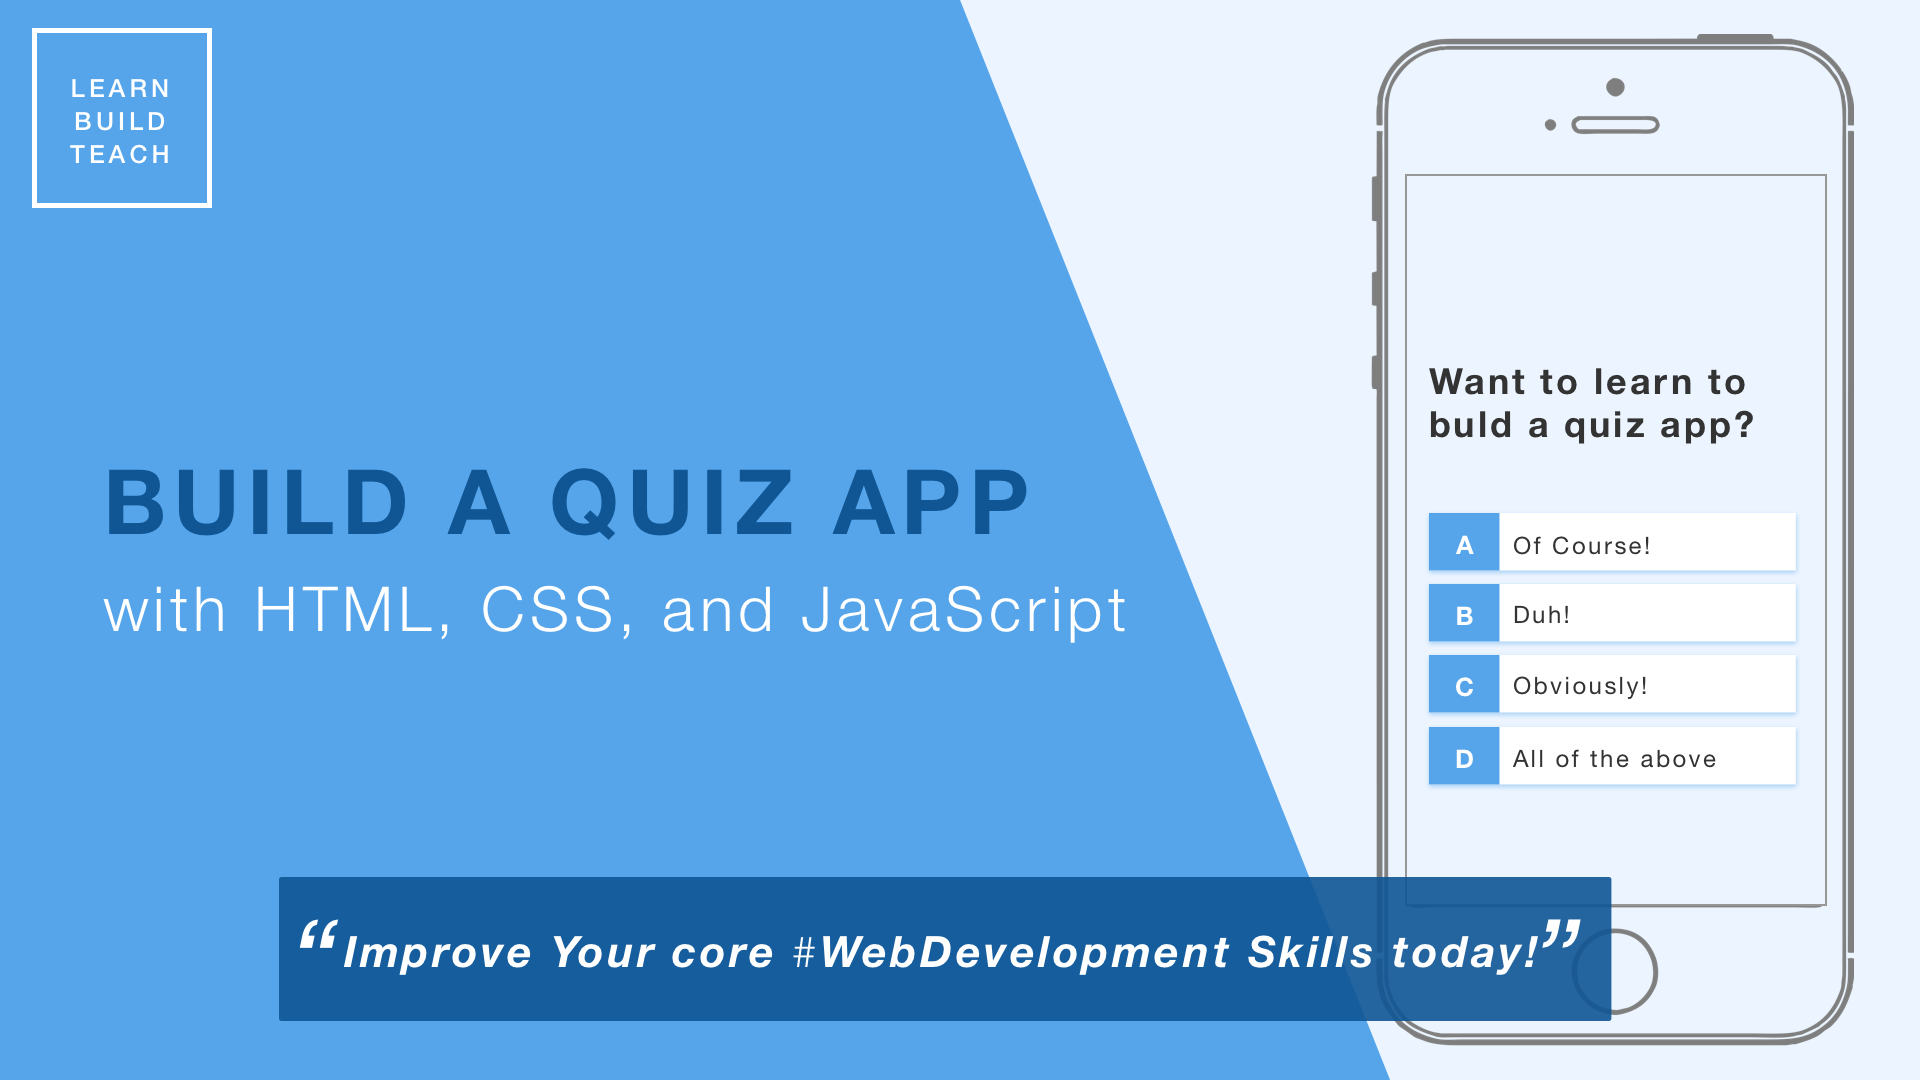 LEARN
BUILD
TEACH
BUILD A QUIZ APP
with HTML, CSS, and JavaScript
Want to learn to
buld a quiz app?
A Of Course!
B Duh!
C Obviously!
D All of the above
“Improve Your core #WebDevelopment Skills today!”